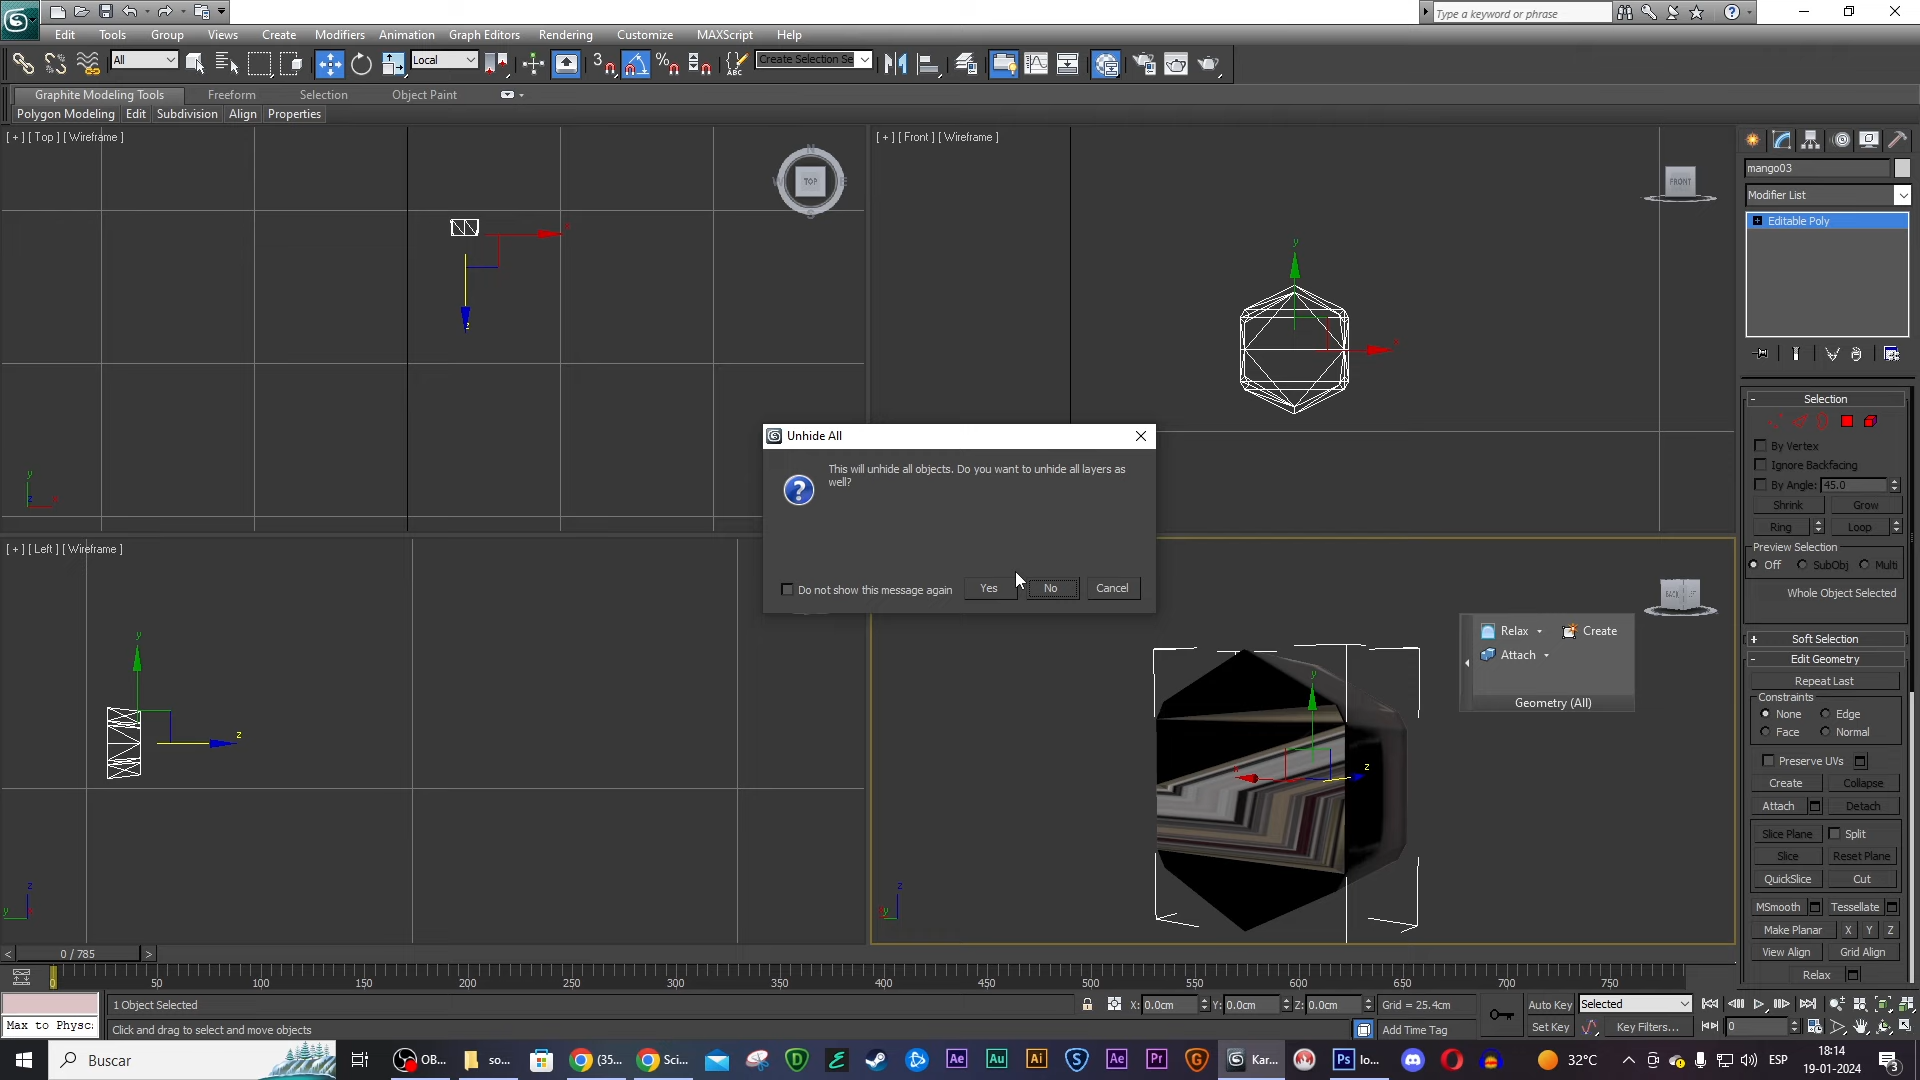 Type a keyword or phrase
Edit Tools Group Views Create Modifiers Animation Graph Editors Rendering Customize MAXScript Help
All Local 3 Create Selection Se
Graphite Modeling Tools Freeform Selection Object Paint
Polygon Modeling Edit Subdivision Align Properties
[ + ] [ Top ] [ Wireframe ]
TOP
[ + ] [ Front ] [ Wireframe ]
FRONT
[ + ] [ Left ] [ Wireframe ]
BACK
Unhide All
This will unhide all objects. Do you want to unhide all layers as
well?
Do not show this message again
Yes
No
Cancel
Relax
Create
Attach
Geometry (All)
mango03
Modifier List
Editable Poly
Selection
By Vertex
Ignore Backfacing
By Angle: 45.0
Shrink Grow
Ring Loop
Preview Selection
Off SubObj Multi
Whole Object Selected
+ Soft Selection
- Edit Geometry
Repeat Last
Constraints
None Edge
Face Normal
Preserve UVs
Create Collapse
Attach Detach
Slice Plane Split
Slice Reset Plane
QuickSlice Cut
MSmooth Tessellate
Make Planar X Y Z
View Align Grid Align
Relax
< 0 / 785 >
0 50 100 150 200 250 300 350 400 450 500 550 600 650 700 750
1 Object Selected
X: 0.0cm Y: 0.0cm Z: 0.0cm Grid = 25.4cm
Auto Key Selected
Max to Physc:
Click and drag to select and move objects
Add Time Tag
Set Key Key Filters... 0
Buscar
OB... so... (35... Sci... Ae Au Ai Ae Pr Kar... Ps lo...
32°C
ESP
18:14
19-01-2024
3